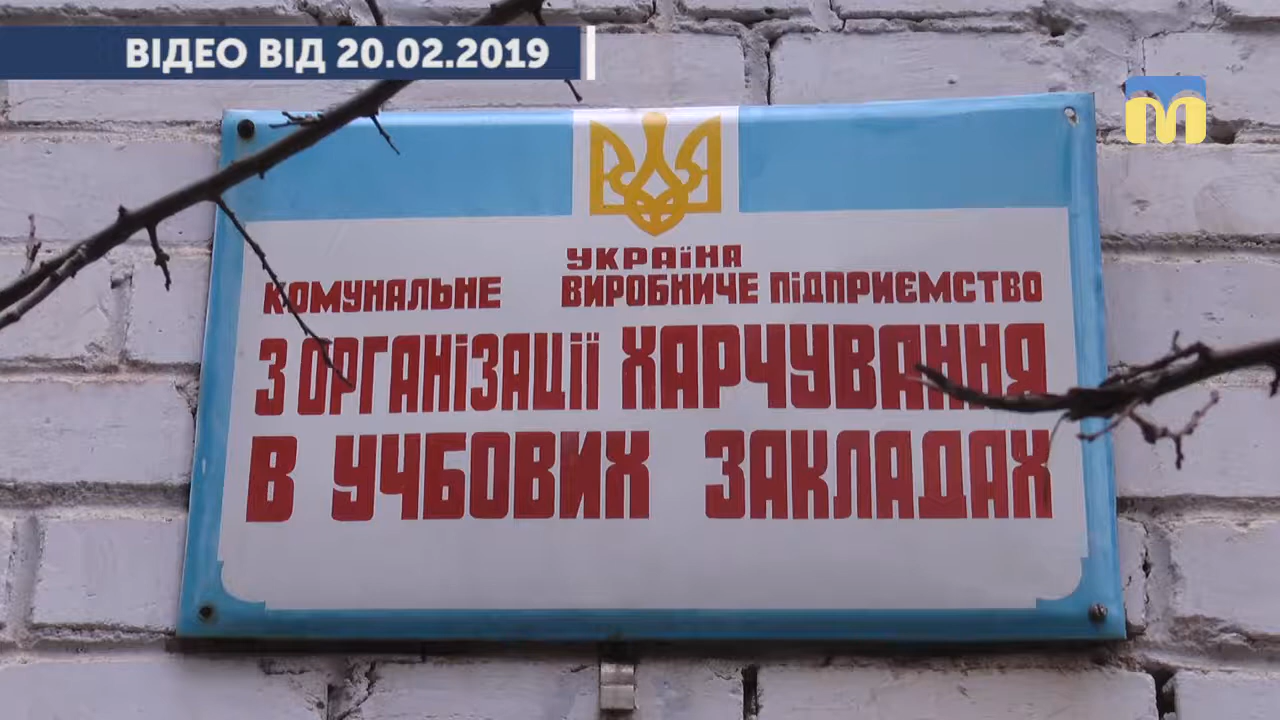 ВІДЕО ВІД 20.02.2019
УКРАЇНА
КОМУНАЛЬНЕ ВИРОБНИЧЕ ПІДПРИЄМСТВО
З ОРГАНІЗАЦІЇ ХАРЧУВАННЯ
В УЧБОВИХ ЗАКЛАДАХ